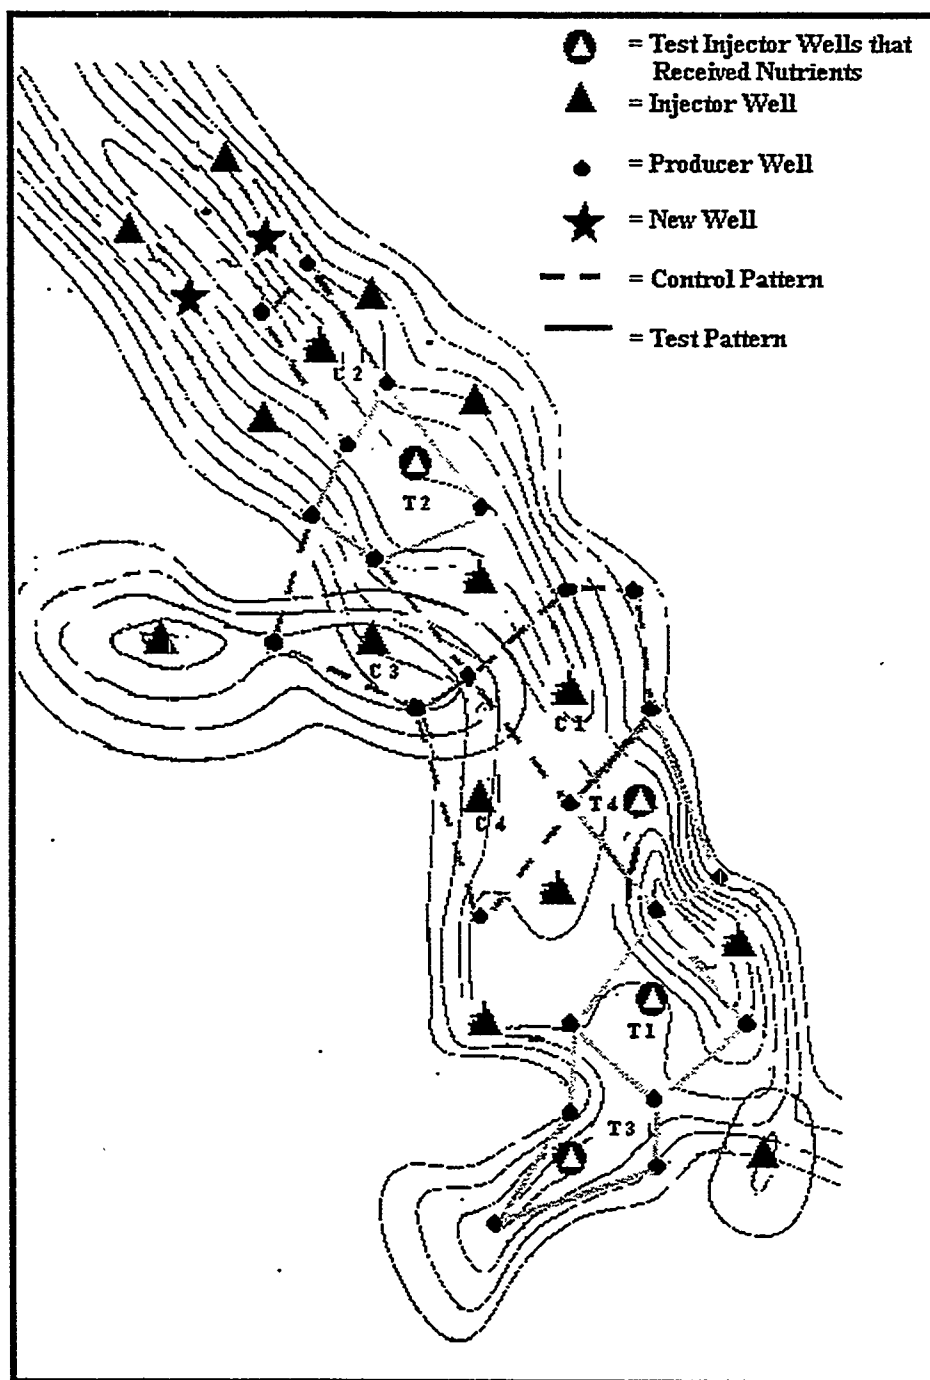 = Test Injector Wells that
Received Nutrients
= Injector Well
= Producer Well
= New Well
= Control Pattern
= Test Pattern
C 2
T2
C 3
C 1
T4
C 4
T1
T3